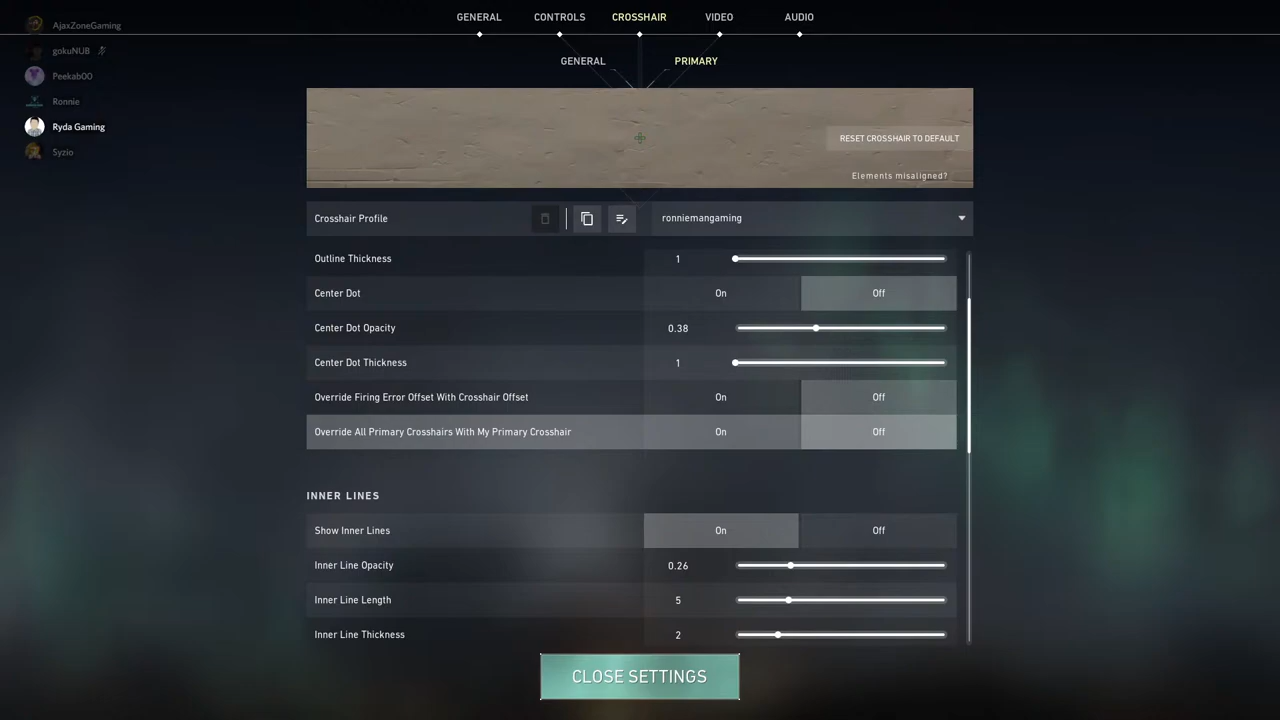 GENERAL CONTROLS CROSSHAIR VIDEO AUDIO
GENERAL PRIMARY
AjaxZoneGaming
gokuNUB
Peekab00
Ronnie
Ryda Gaming
Syzio
RESET CROSSHAIR TO DEFAULT
Elements misaligned?
Crosshair Profile ronniemangaming
Outline Thickness 1
Center Dot On Off
Center Dot Opacity 0.38
Center Dot Thickness 1
Override Firing Error Offset With Crosshair Offset On Off
Override All Primary Crosshairs With My Primary Crosshair On Off
INNER LINES
Show Inner Lines On Off
Inner Line Opacity 0.26
Inner Line Length 5
Inner Line Thickness 2
CLOSE SETTINGS